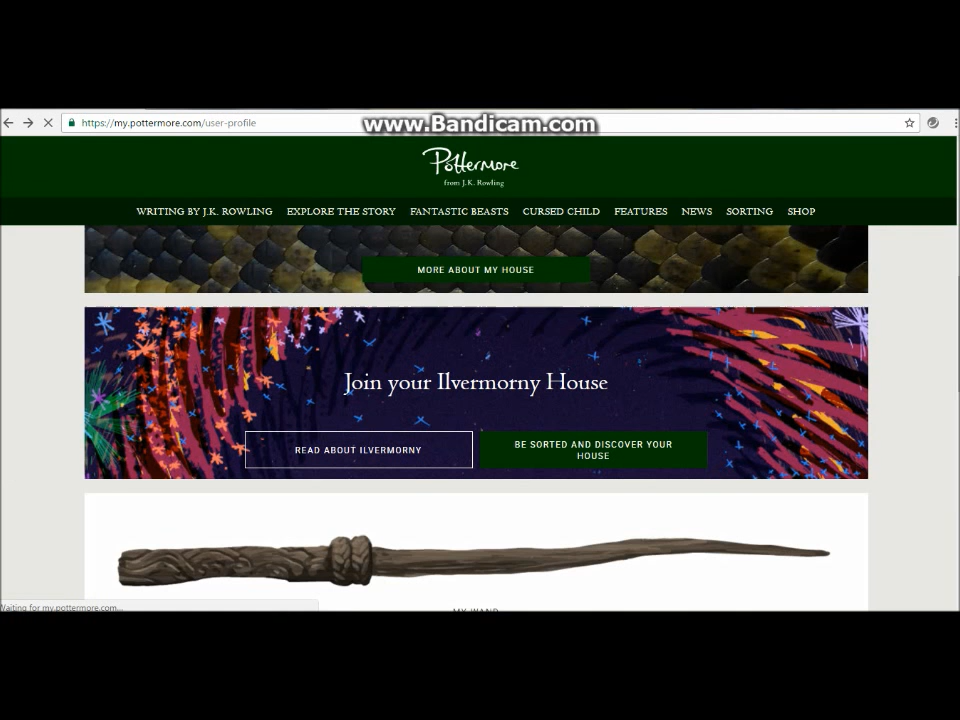 https://my.pottermore.com/user-profile
www.Bandicam.com
Pottermore
from J.K. Rowling
WRITING BY J.K. ROWLING EXPLORE THE STORY FANTASTIC BEASTS CURSED CHILD FEATURES NEWS SORTING SHOP
MORE ABOUT MY HOUSE
Join your Ilvermorny House
READ ABOUT ILVERMORNY
BE SORTED AND DISCOVER YOUR
HOUSE
MY WAND
Waiting for my.pottermore.com...